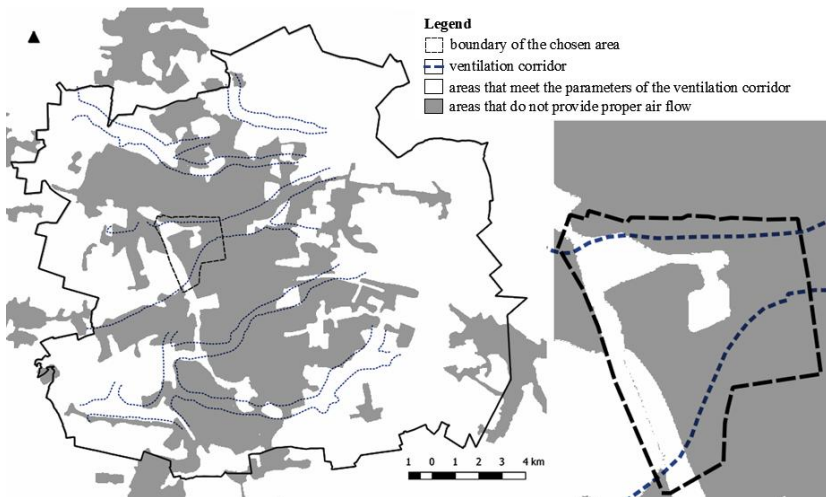 Legend
boundary of the chosen area
ventilation corridor
areas that meet the parameters of the ventilation corridor
areas that do not provide proper air flow
1 0 1 2 3 4 km